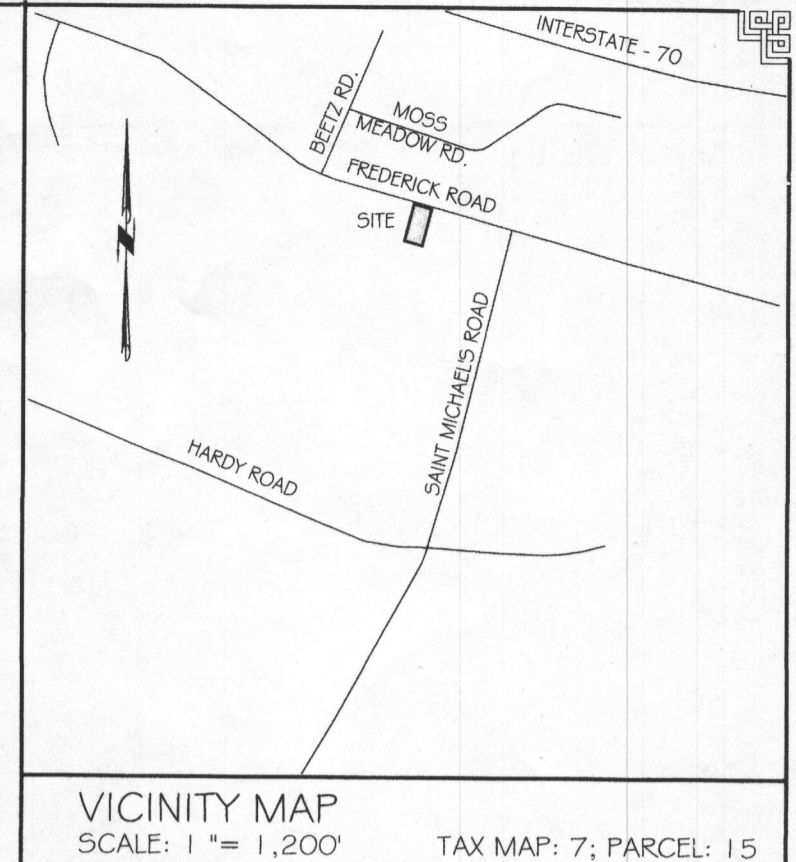 INTERSTATE - 70
BEETZ RD.
MOSS
MEADOW RD.
FREDERICK ROAD
SITE
SAINT MICHAEL'S ROAD
HARDY ROAD
VICINITY MAP
SCALE: 1 "= 1,200'
TAX MAP: 7; PARCEL: 15